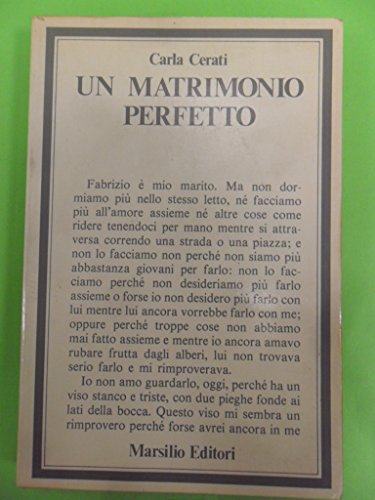 Carla Cerati
UN MATRIMONIO
PERFETTO
Fabrizio è mio marito. Ma non dor-
miamo più nello stesso letto, né facciamo
più all'amore assieme né altre cose come
ridere tenendoci per mano mentre si attra-
versa correndo una strada o una piazza; e
non lo facciamo non perché non siamo più
abbastanza giovani per farlo: non lo fac-
ciamo perché non desideriamo più farlo
assieme o forse io non desidero più farlo con
lui mentre lui ancora vorrebbe farlo con me;
oppure perché troppe cose non abbiamo
mai fatto assieme e mentre io ancora amavo
rubare frutta dagli alberi, lui non trovava
serio farlo e mi rimproverava.
Io non amo guardarlo, oggi, perché ha un
viso stanco e triste, con due pieghe fonde ai
lati della bocca. Questo viso mi sembra un
rimprovero perché forse avrei ancora in me
Marsilio Editori